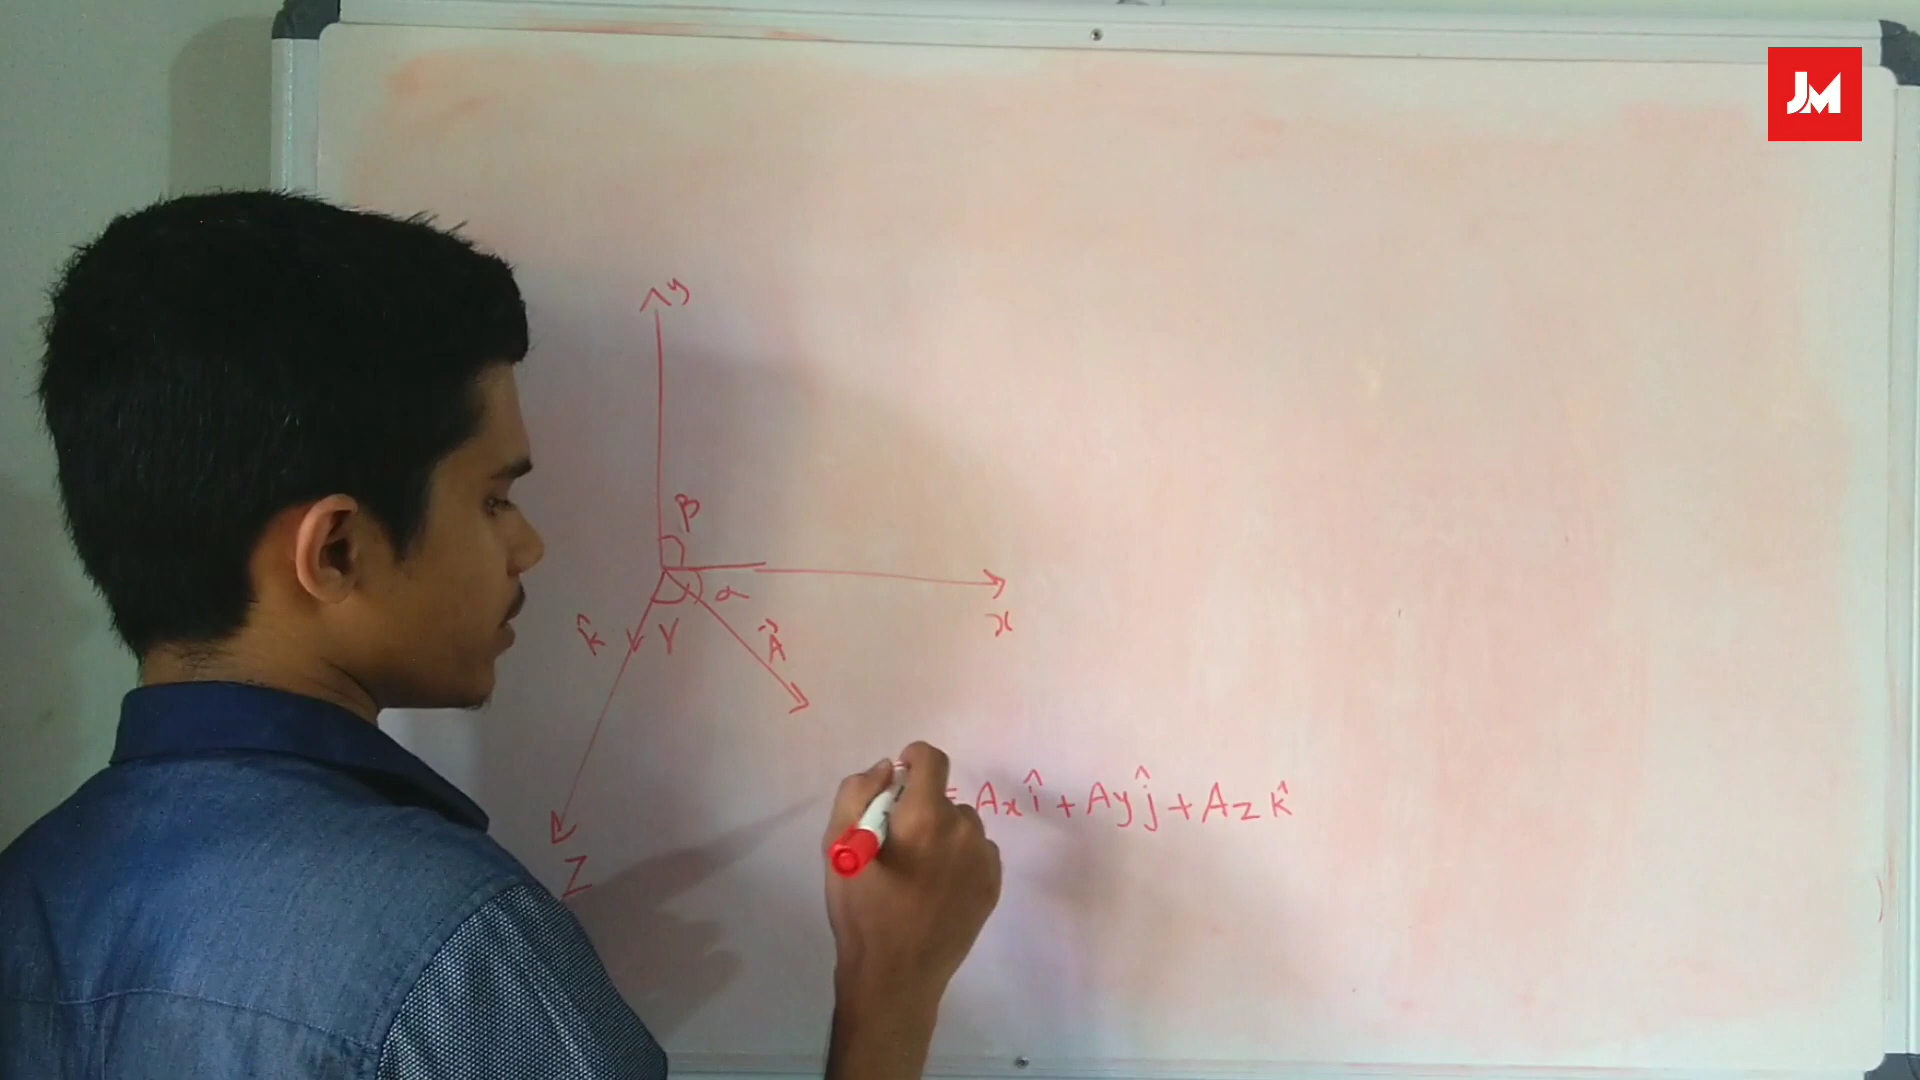 JM
y
β
α
x
k̂
γ
A⃗
= Axî + Ayĵ + Azk̂
Z